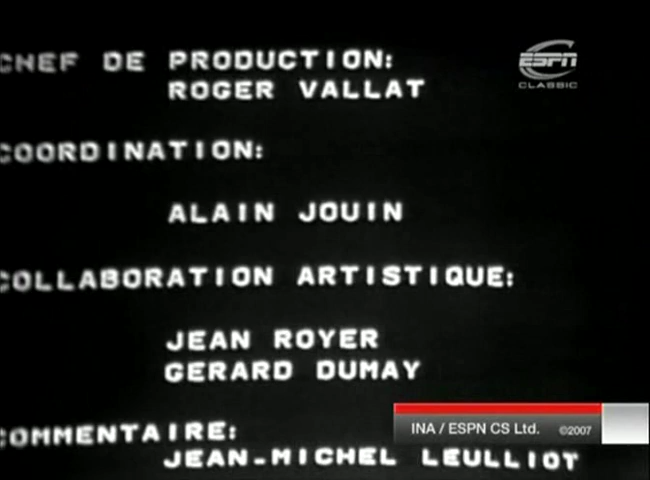 CHEF DE PRODUCTION:
ROGER VALLAT
ESPN
CLASSIC
COORDINATION:
ALAIN JOUIN
COLLABORATION ARTISTIQUE:
JEAN ROYER
GERARD DUMAY
INA / ESPN CS Ltd. ©2007
COMMENTAIRE:
JEAN-MICHEL LEULLIOT